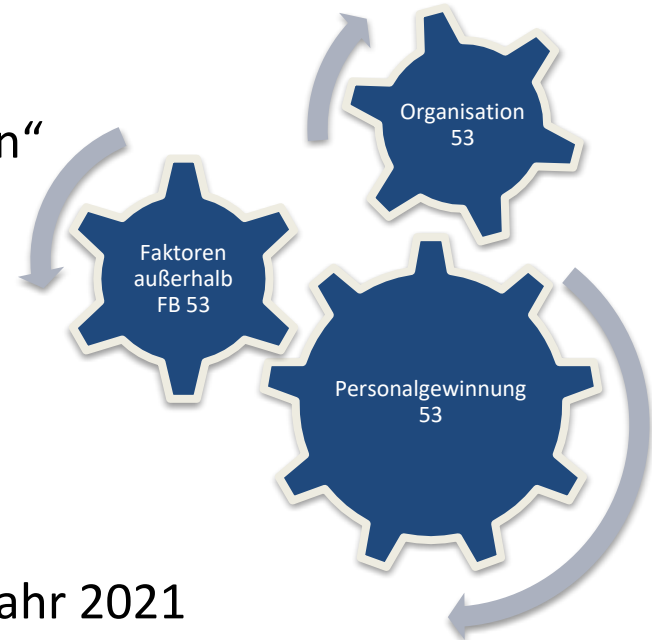 Organisation
53
n“
Faktoren
außerhalb
FB 53
Personalgewinnung
53
ahr 2021